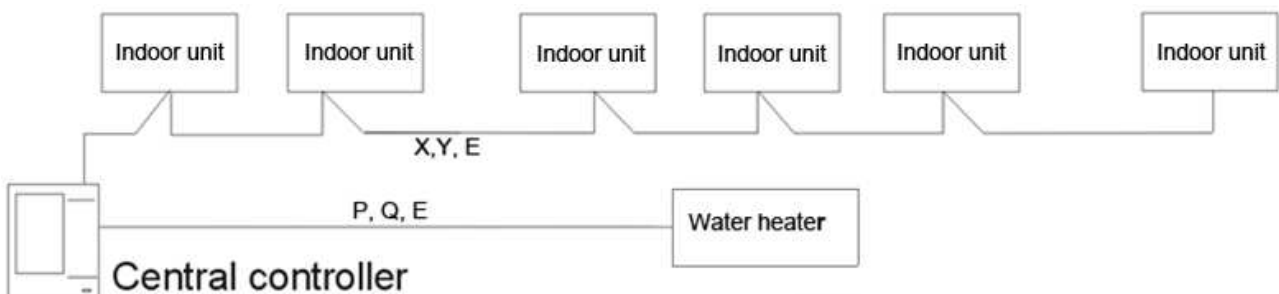 Indoor unit
Indoor unit
Indoor unit
Indoor unit
Indoor unit
Indoor unit
X,Y, E
P, Q, E
Water heater
Central controller